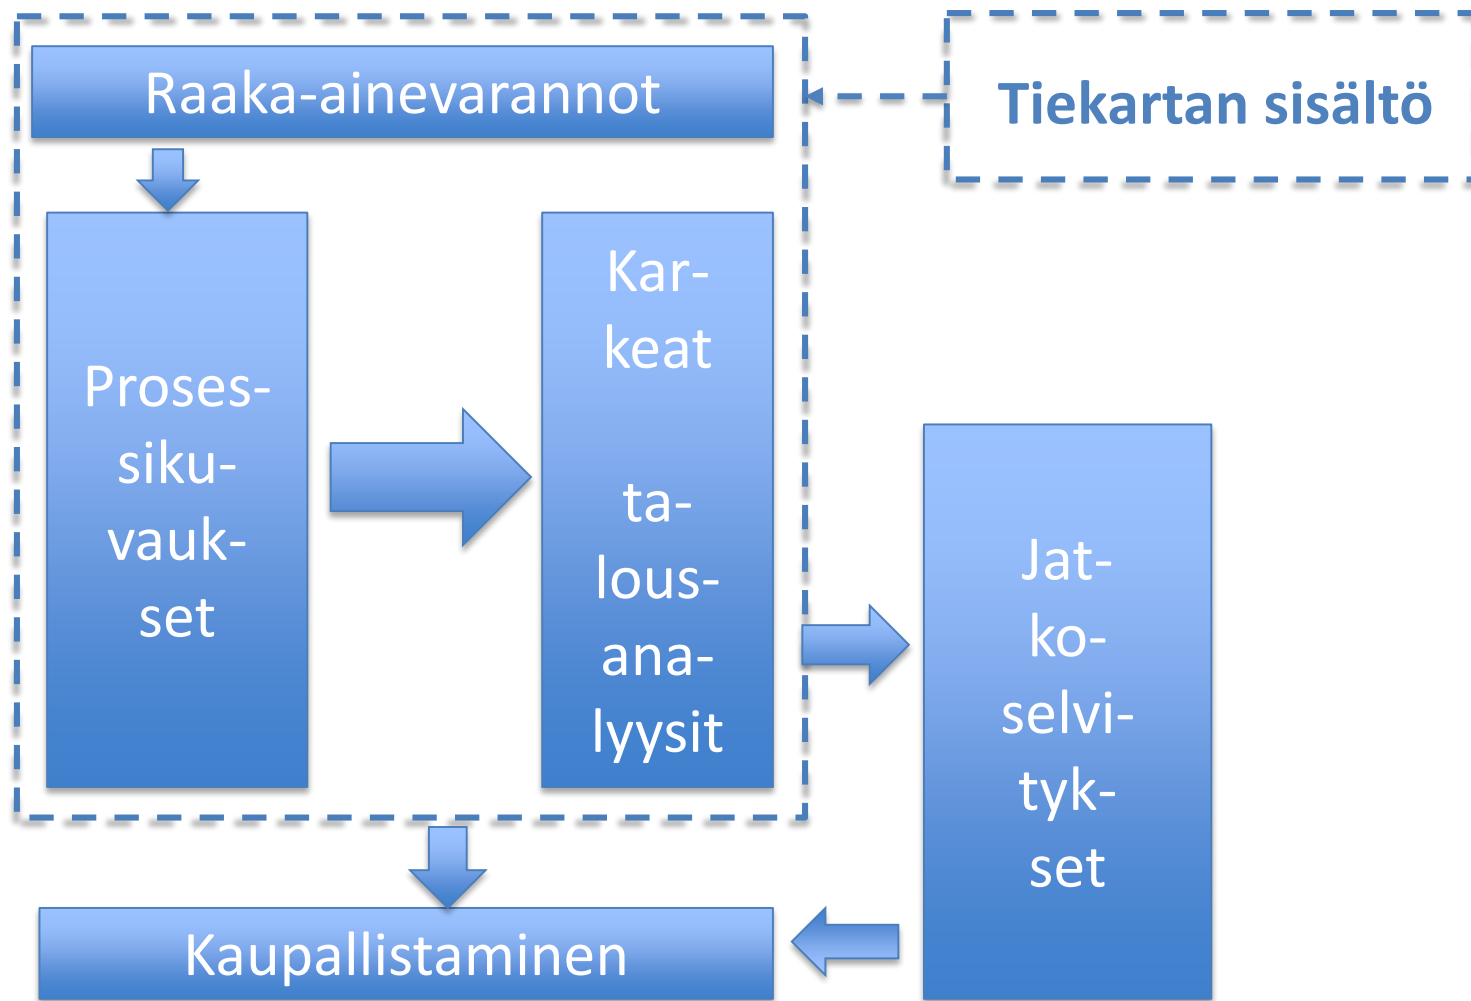 Raaka-ainevarannot
Tiekartan sisältö
Proses-
siku-
vauk-
set
Kar-
keat
ta-
lous-
ana-
lyysit
Jat-
ko-
selvi-
tyk-
set
Kaupallistaminen